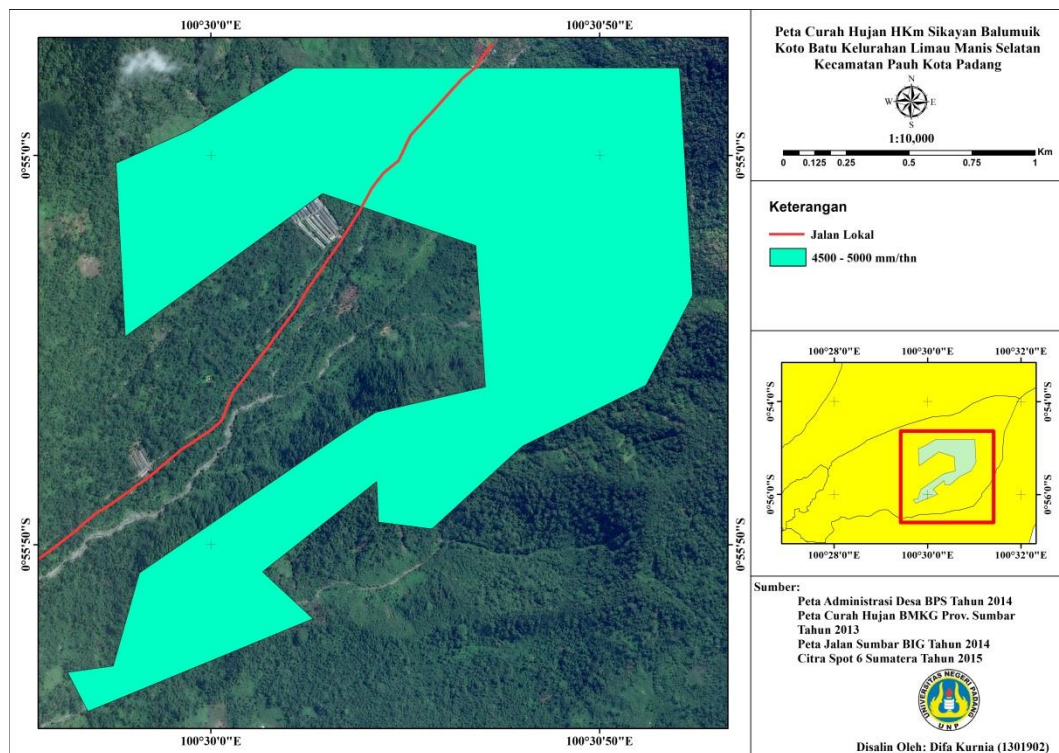 100°30'0"E
100°30'50"E
0°55'0"S
0°55'0"S
0°55'50"S
0°55'50"S
100°30'0"E
100°30'50"E
Peta Curah Hujan HKm Sikayan Balumuik
Koto Batu Kelurahan Limau Manis Selatan
Kecamatan Pauh Kota Padang
N
W
E
S
1:10,000
Km
0
0.125
0.25
0.5
0.75
1
Keterangan
Jalan Lokal
4500 - 5000 mm/thn
100°28'0"E
100°30'0"E
100°32'0"E
0°54'0"S
0°54'0"S
0°56'0"S
0°56'0"S
100°28'0"E
100°30'0"E
100°32'0"E
Sumber:
Peta Administrasi Desa BPS Tahun 2014
Peta Curah Hujan BMKG Prov. Sumbar
Tahun 2013
Peta Jalan Sumbar BIG Tahun 2014
Citra Spot 6 Sumatera Tahun 2015
UNIVERSITAS NEGERI PADANG
UNP
Disalin Oleh: Difa Kurnia (1301902)